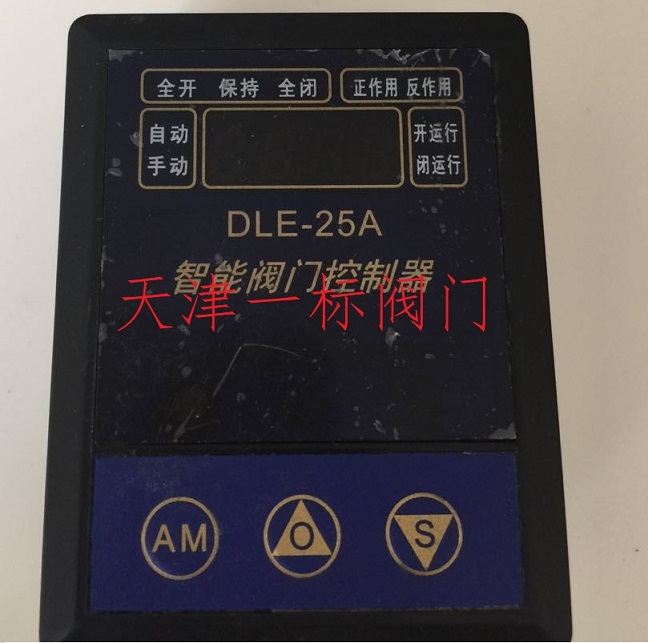 全开 保持 全闭 正作用 反作用
自动 开运行
手动 闭运行
DLE-25A
智能阀门控制器
天津一标阀门
AM O S